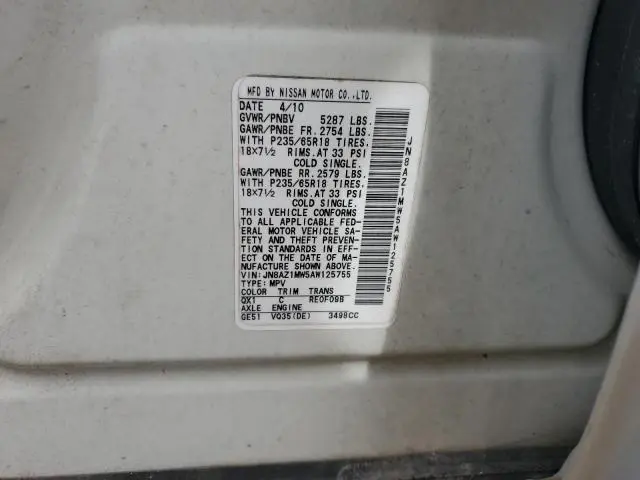 MFD BY NISSAN MOTOR CO.,LTD.
DATE 4/10
GVWR/PNBV 5287 LBS.
GAWR/PNBE FR.2754 LBS.
WITH P235/65R18 TIRES.
18X7½ RIMS.AT 33 PSI
COLD SINGLE.
GAWR/PNBE RR.2579 LBS.
WITH P235/65R18 TIRES.
18X7½ RIMS.AT 33 PSI
COLD SINGLE.
THIS VEHICLE CONFORMS
TO ALL APPLICABLE FED-
ERAL MOTOR VEHICLE SA-
FETY AND THEFT PREVEN-
TION STANDARDS IN EFF-
ECT ON THE DATE OF MA-
NUFACTURE SHOWN ABOVE.
VIN:JN8AZ1MW5AW125755
TYPE:MPV
COLOR TRIM TRANS
QX1 C RE0F09B
AXLE ENGINE
GE51 VQ35(DE) 3498CC
JN8AZ1MW5AW125755